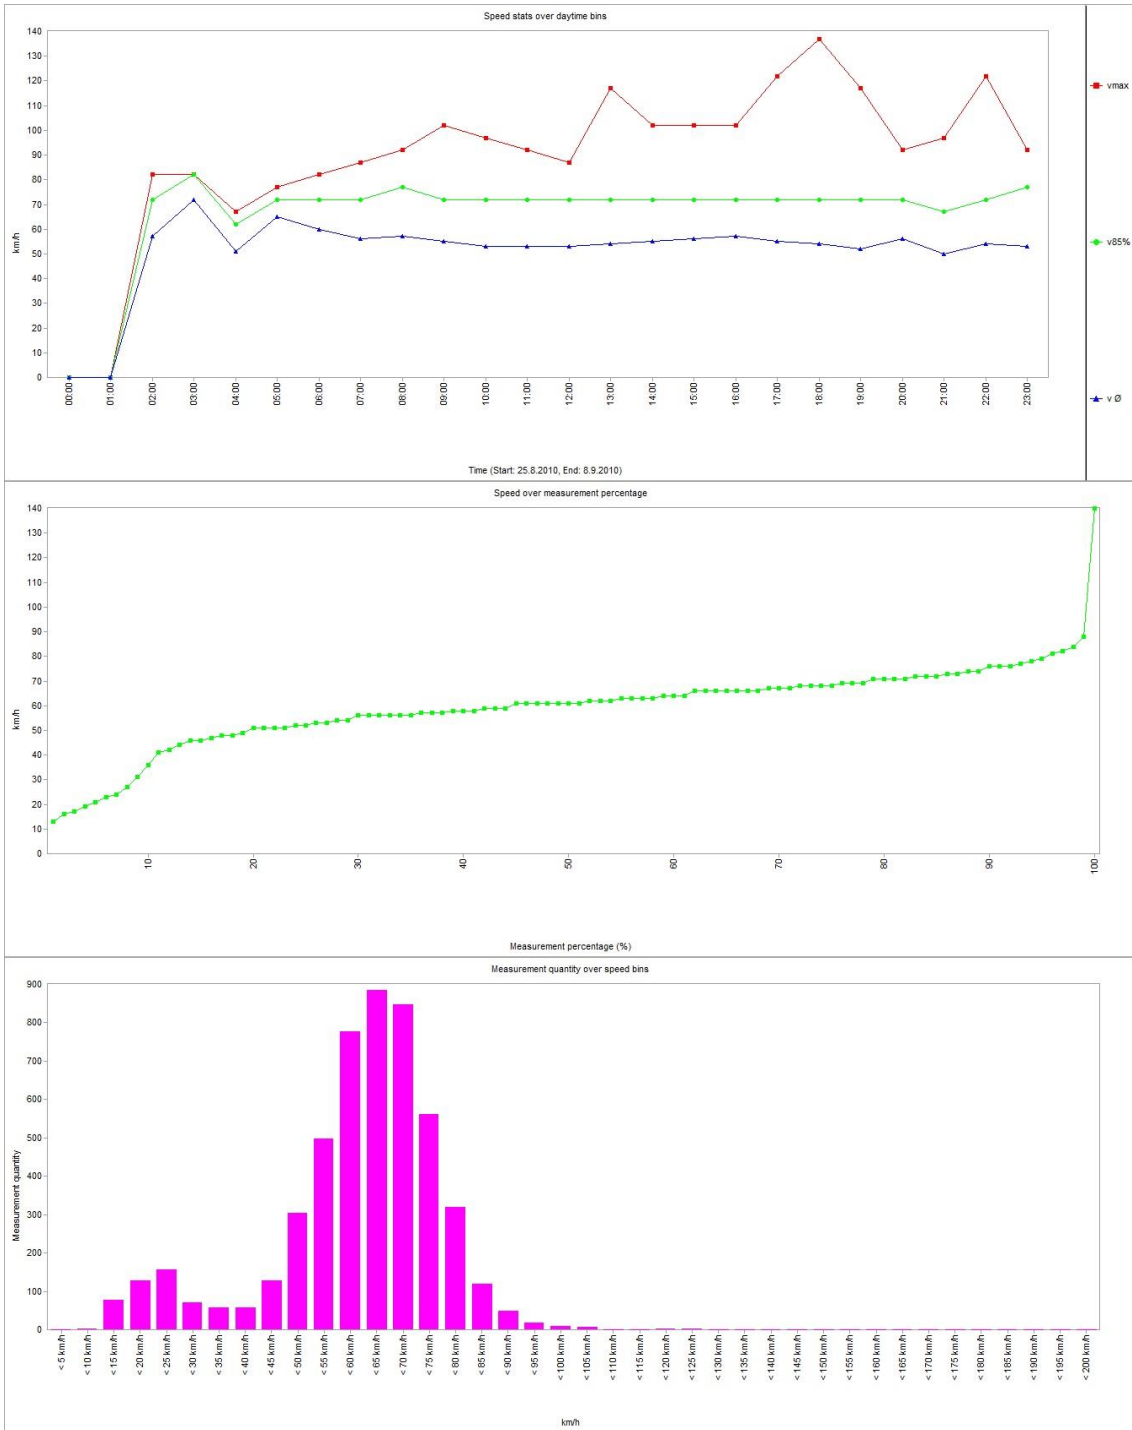 Speed stats over daytime bins
140
130
120
110
100
90
80
70
60
50
40
30
20
10
0
km/h
00:00
01:00
02:00
03:00
04:00
05:00
06:00
07:00
08:00
09:00
10:00
11:00
12:00
13:00
14:00
15:00
16:00
17:00
18:00
19:00
20:00
21:00
22:00
23:00
Time (Start: 25.8.2010, End: 8.9.2010)
vmax
v85%
v Ø
Speed over measurement percentage
140
130
120
110
100
90
80
70
60
50
40
30
20
10
0
km/h
10
20
30
40
50
60
70
80
90
100
Measurement percentage (%)
Measurement quantity over speed bins
900
800
700
600
500
400
300
200
100
0
Measurement quantity
< 5 km/h
< 10 km/h
< 15 km/h
< 20 km/h
< 25 km/h
< 30 km/h
< 35 km/h
< 40 km/h
< 45 km/h
< 50 km/h
< 55 km/h
< 60 km/h
< 65 km/h
< 70 km/h
< 75 km/h
< 80 km/h
< 85 km/h
< 90 km/h
< 95 km/h
< 100 km/h
< 105 km/h
< 110 km/h
< 115 km/h
< 120 km/h
< 125 km/h
< 130 km/h
< 135 km/h
< 140 km/h
< 145 km/h
< 150 km/h
< 155 km/h
< 160 km/h
< 165 km/h
< 170 km/h
< 175 km/h
< 180 km/h
< 185 km/h
< 190 km/h
< 195 km/h
< 200 km/h
km/h